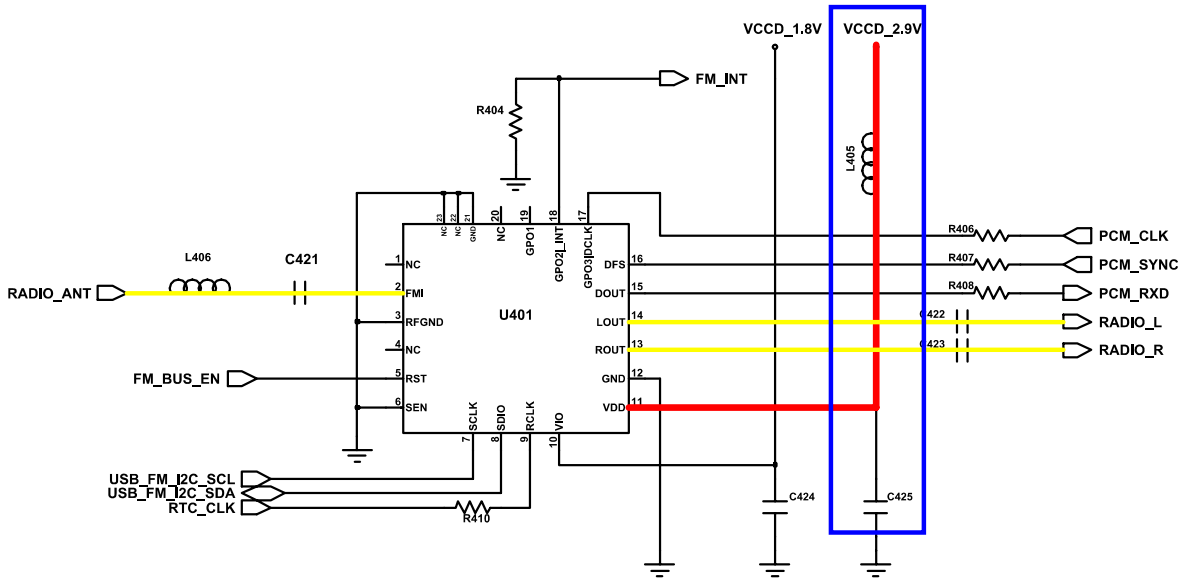 VCCD_1.8V
VCCD_2.9V
FM_INT
R404
L405
23
22
21
20
19
18
17
NC
NC
GND
NC
GPO1
GPO2|_INT
GPO3|DCLK
R406
PCM_CLK
L406
C421
1
NC
DFS
16
R407
PCM_SYNC
RADIO_ANT
2
FMI
DOUT
15
R408
PCM_RXD
U401
3
RFGND
LOUT
14
C422
RADIO_L
4
NC
ROUT
13
C423
RADIO_R
FM_BUS_EN
5
RST
GND
12
6
SEN
VDD
11
SCLK
SDIO
RCLK
VIO
7
8
9
10
USB_FM_I2C_SCL
USB_FM_I2C_SDA
RTC_CLK
R410
C424
C425